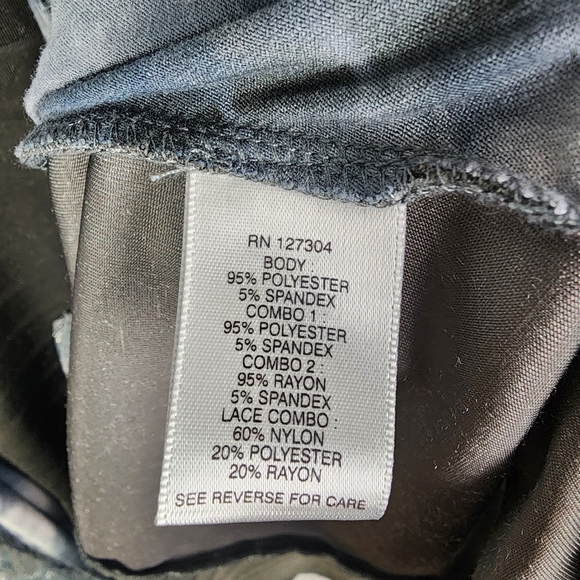 RN 127304
BODY :
95% POLYESTER
5% SPANDEX
COMBO 1 :
95% POLYESTER
5% SPANDEX
COMBO 2 :
95% RAYON
5% SPANDEX
LACE COMBO :
60% NYLON
20% POLYESTER
20% RAYON
SEE REVERSE FOR CARE